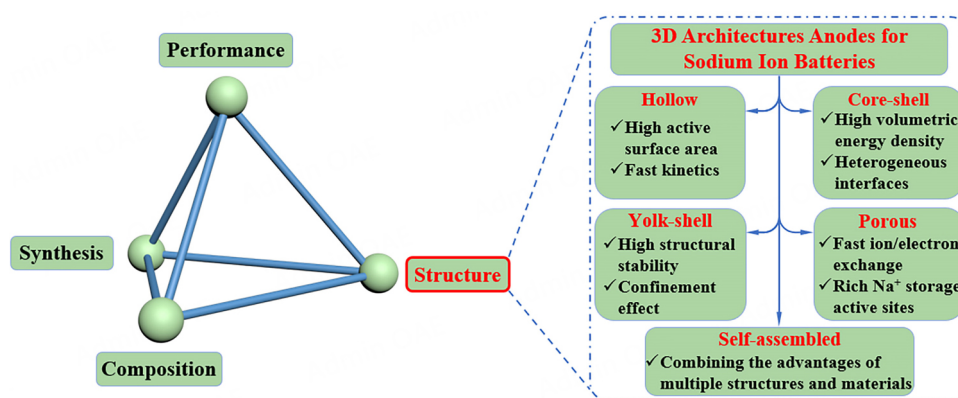 Performance
Synthesis
Composition
Structure
3D Architectures Anodes for
Sodium Ion Batteries
Hollow
✓High active
surface area
✓Fast kinetics
Core-shell
✓High volumetric
energy density
✓Heterogeneous
interfaces
Yolk-shell
✓High structural
stability
✓Confinement
effect
Porous
✓Fast ion/electron
exchange
✓Rich Na⁺ storage
active sites
Self-assembled
✓Combining the advantages of
multiple structures and materials